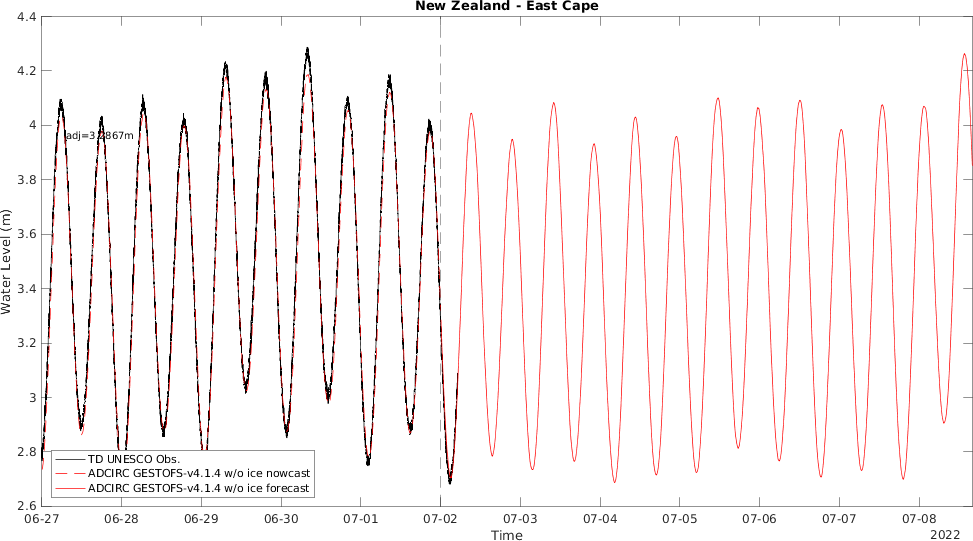 New Zealand - East Cape
4.4
4.2
4
3.8
3.6
3.4
3.2
3
2.8
2.6
Water Level (m)
adj=3.2867m
TD UNESCO Obs.
ADCIRC GESTOFS-v4.1.4 w/o ice nowcast
ADCIRC GESTOFS-v4.1.4 w/o ice forecast
06-27 06-28 06-29 06-30 07-01 07-02 07-03 07-04 07-05 07-06 07-07 07-08
Time
2022